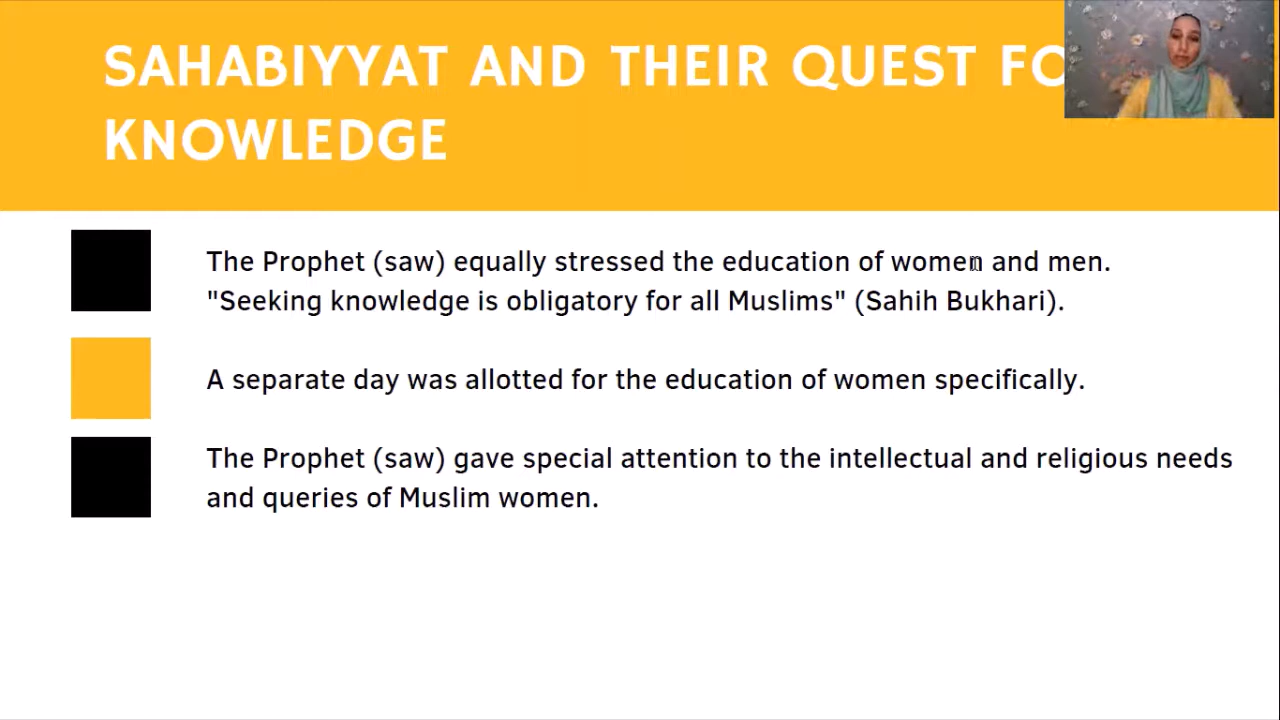 SAHABIYYAT AND THEIR QUEST
KNOWLEDGE
The Prophet (saw) equally stressed the education of women and men.
"Seeking knowledge is obligatory for all Muslims" (Sahih Bukhari).
A separate day was allotted for the education of women specifically.
The Prophet (saw) gave special attention to the intellectual and religious needs
and queries of Muslim women.